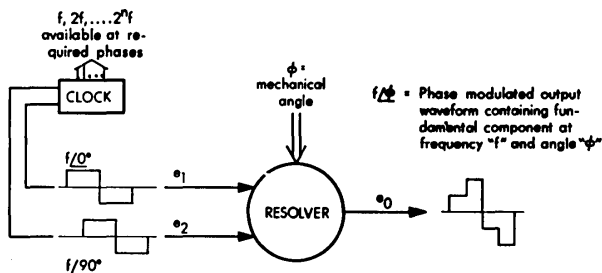 f, 2f, ....2ⁿf
available at re-
quired phases
CLOCK
ϕ =
mechanical
angle
f/ϕ = Phase modulated output
waveform containing fun-
damental component at
frequency "f" and angle "ϕ"
f/0°
e1
RESOLVER
e0
e2
f/90°